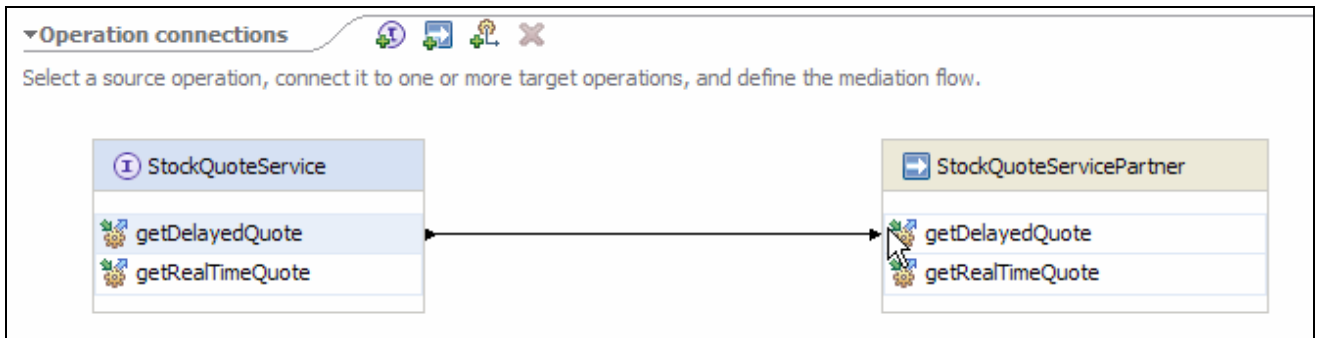 Operation connections
Select a source operation, connect it to one or more target operations, and define the mediation flow.
I StockQuoteService
StockQuoteServicePartner
getDelayedQuote
getDelayedQuote
getRealTimeQuote
getRealTimeQuote